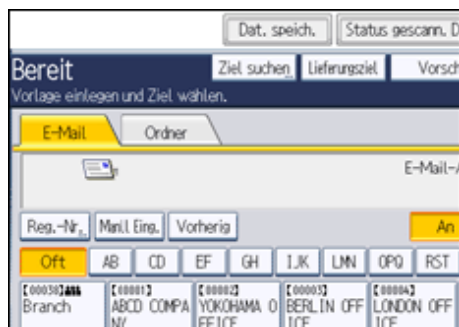 Dat. speich. Status gescann. D
Bereit Ziel suchen Lieferungsziel Vorsch
Vorlage einlegen und Ziel wählen.
E-Mail Ordner
E-Mail-A
Reg.-Nr. Manll Eing. Vorherig An
Oft AB CD EF GH IJK LMN OPQ RST
[00030] [00001] [00002] [00003] [00004]
Branch ABCD COMPA YOKOHAMA O BERLIN OFF LONDON OFF
NY FFICE ICE ICE